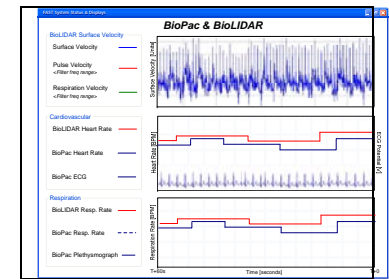 FAST System Status & Displays
BioPac & BioLIDAR
BioLIDAR Surface Velocity
Surface Velocity
Pulse Velocity
<Filter freq range>
Respiration Velocity
<Filter freq range>
Surface Velocity [Units]
Cardiovascular
BioLIDAR Heart Rate
BioPac Heart Rate
BioPac ECG
Heart Rate [BPM]
ECG Potential [V]
Respiration
BioLIDAR Resp. Rate
BioPac Resp. Rate
BioPac Plethysmograph
Respiration Rate [BPM]
T+60s
Time [seconds]